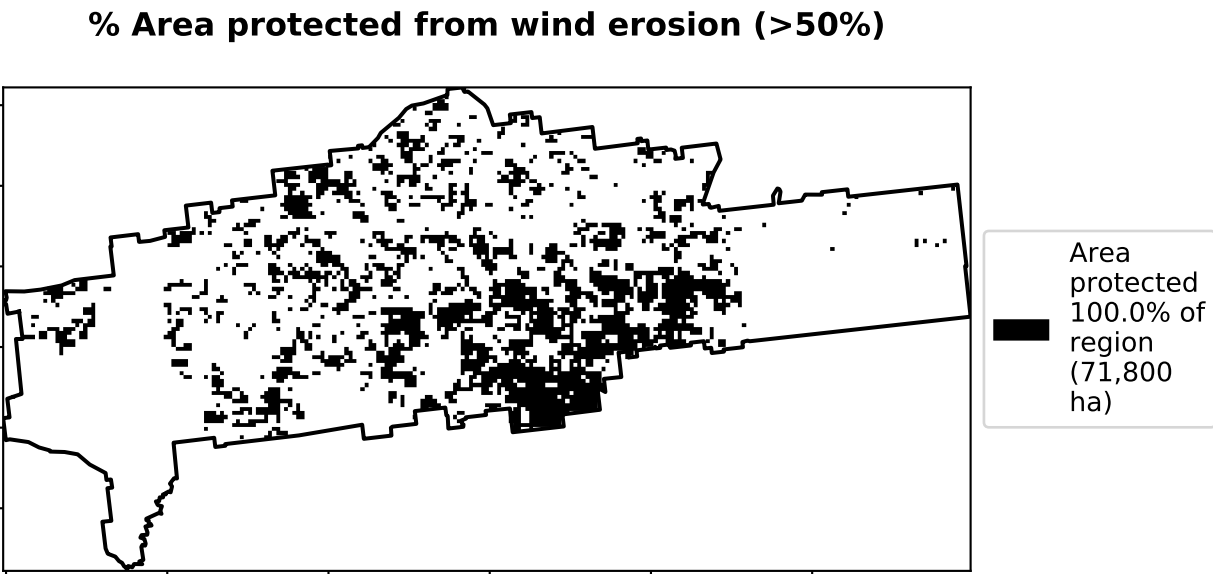 % Area protected from wind erosion (>50%)
Area
protected
100.0% of
region
(71,800
ha)